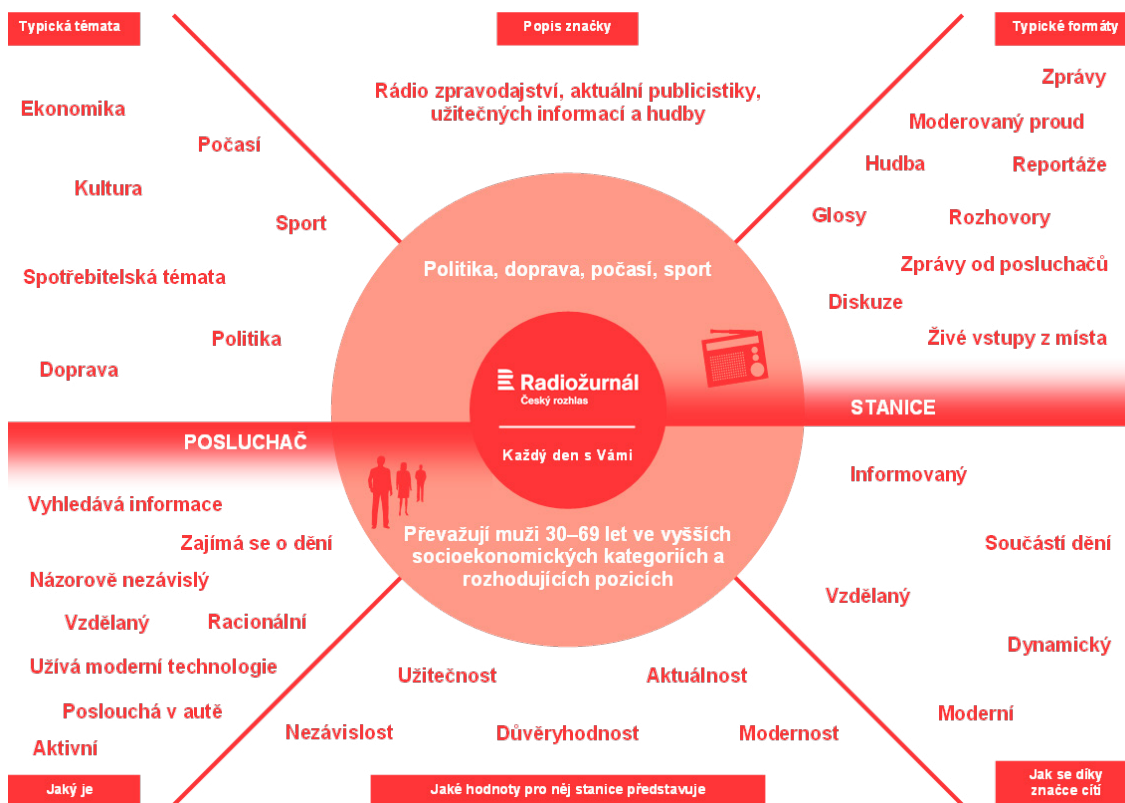 Typická témata
Popis značky
Typické formáty
Rádio zpravodajství, aktuální publicistiky,
užitečných informací a hudby
Ekonomika
Počasí
Kultura
Sport
Spotřebitelská témata
Politika
Doprava
Zprávy
Moderovaný proud
Hudba
Reportáže
Glosy
Rozhovory
Zprávy od posluchačů
Diskuze
Živé vstupy z místa
Politika, doprava, počasí, sport
Radiožurnál
Český rozhlas
Každý den s Vámi
STANICE
POSLUCHAČ
Převažují muži 30–69 let ve vyšších
socioekonomických kategoriích a
rozhodujících pozicích
Vyhledává informace
Zajímá se o dění
Názorově nezávislý
Vzdělaný
Racionální
Užívá moderní technologie
Poslouchá v autě
Aktivní
Užitečnost
Aktuálnost
Nezávislost
Důvěryhodnost
Modernost
Informovaný
Součástí dění
Vzdělaný
Dynamický
Moderní
Jaký je
Jaké hodnoty pro něj stanice představuje
Jak se díky
značce cítí